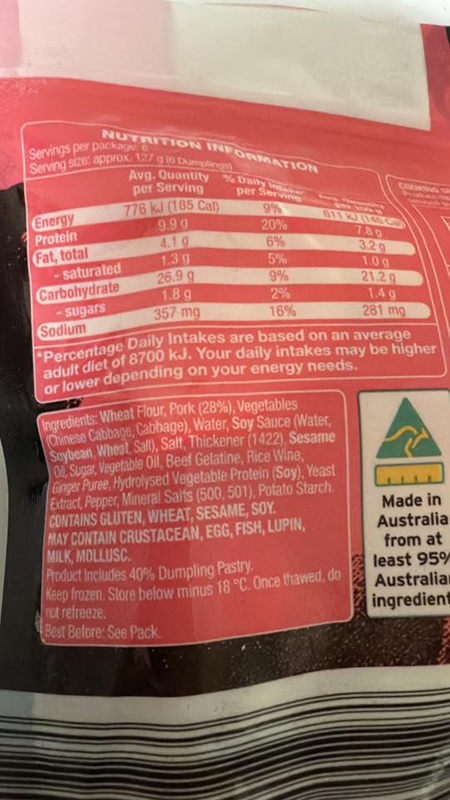 NUTRITION INFORMATION
Servings per package: 6
Serving size: approx. 127 g (6 Dumplings)
Avg. Quantity per Serving % Daily Intake* per Serving
Energy 776 kJ (185 Cal) 9% 611 kJ (146 Cal)
Protein 9.9 g 20% 7.8 g
Fat, total 4.1 g 6% 3.2 g
- saturated 1.3 g 5% 1.0 g
Carbohydrate 26.9 g 9% 21.2 g
- sugars 1.8 g 2% 1.4 g
Sodium 357 mg 16% 281 mg
*Percentage Daily Intakes are based on an average
adult diet of 8700 kJ. Your daily intakes may be higher
or lower depending on your energy needs.
Ingredients: Wheat Flour, Pork (28%), Vegetables
(Chinese Cabbage, Cabbage), Water, Soy Sauce (Water,
Soybean, Wheat, Salt), Salt, Thickener (1422), Sesame
Oil, Sugar, Vegetable Oil, Beef Gelatine, Rice Wine,
Ginger Puree, Hydrolysed Vegetable Protein (Soy), Yeast
Extract, Pepper, Mineral Salts (500, 501), Potato Starch.
CONTAINS GLUTEN, WHEAT, SESAME, SOY.
MAY CONTAIN CRUSTACEAN, EGG, FISH, LUPIN,
MILK, MOLLUSC.
Product Includes 40% Dumpling Pastry.
Keep frozen. Store below minus 18 °C. Once thawed, do
not refreeze.
Best Before: See Pack.
Made in
Australia
from at
least 95%
Australian
ingredient